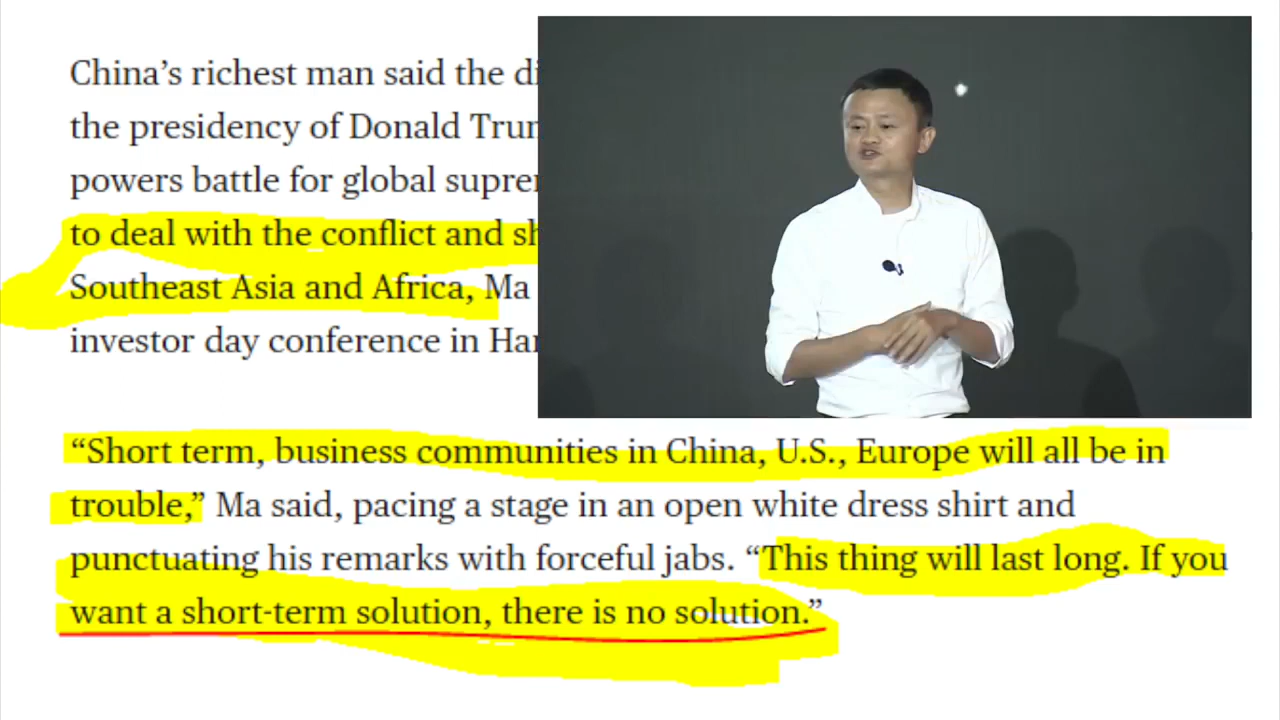 China’s richest man said the di
the presidency of Donald Trum
powers battle for global suprem
to deal with the conflict and sh
Southeast Asia and Africa, Ma
investor day conference in Han
“Short term, business communities in China, U.S., Europe will all be in
trouble,” Ma said, pacing a stage in an open white dress shirt and
punctuating his remarks with forceful jabs. “This thing will last long. If you
want a short-term solution, there is no solution.”